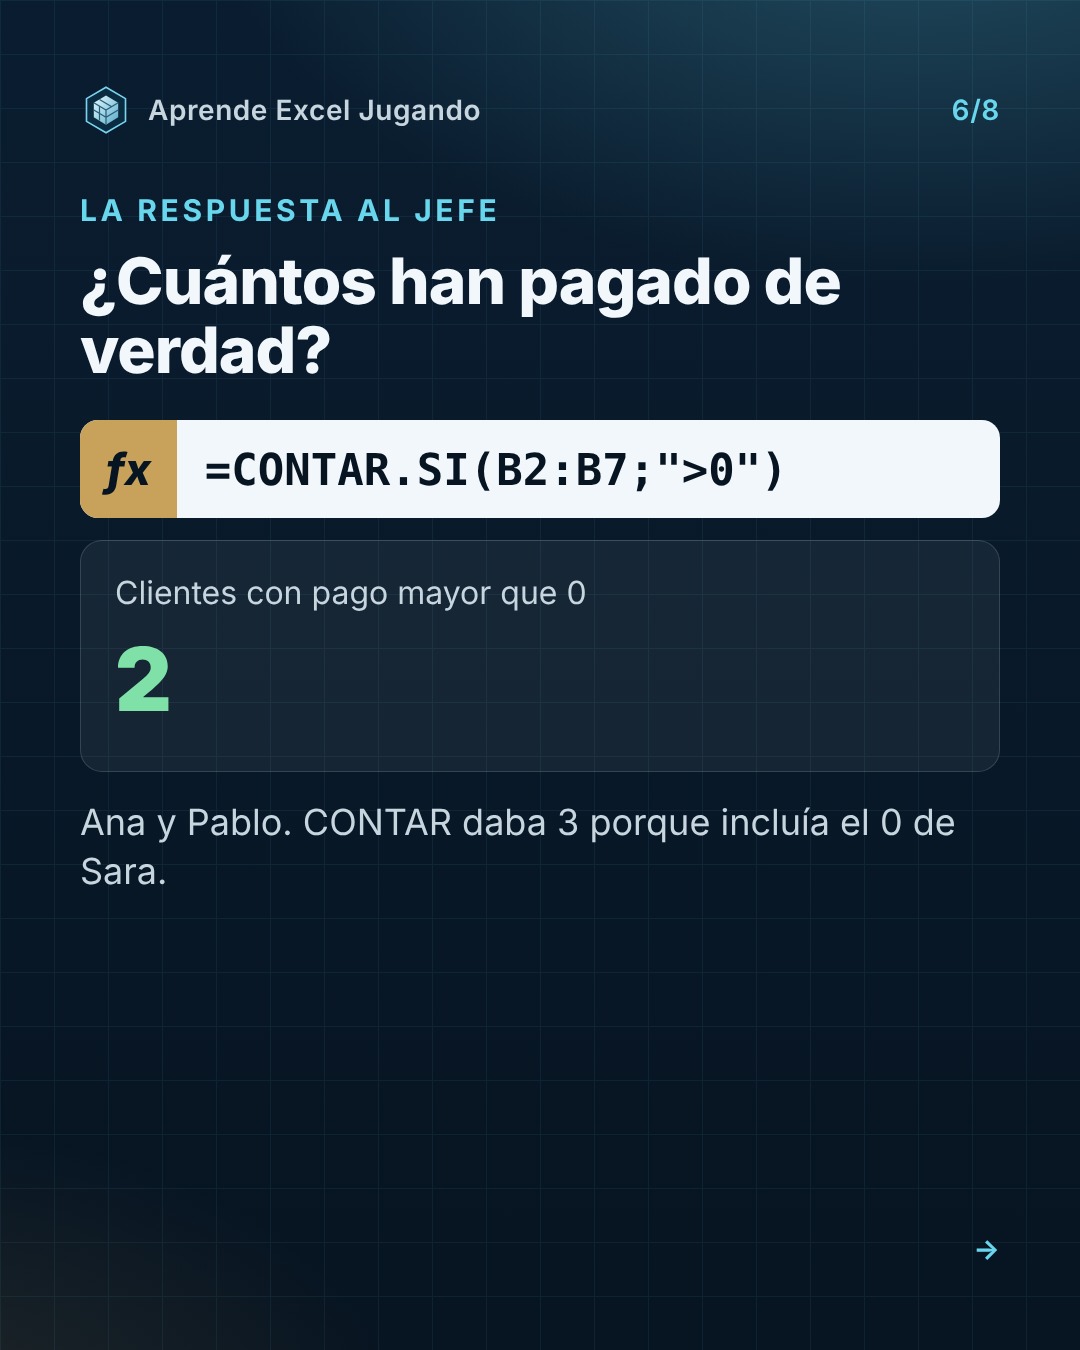 Aprende Excel Jugando
6/8
LA RESPUESTA AL JEFE
¿Cuántos han pagado de
verdad?
fx =CONTAR.SI(B2:B7;">0")
Clientes con pago mayor que 0
2
Ana y Pablo. CONTAR daba 3 porque incluía el 0 de
Sara.
→